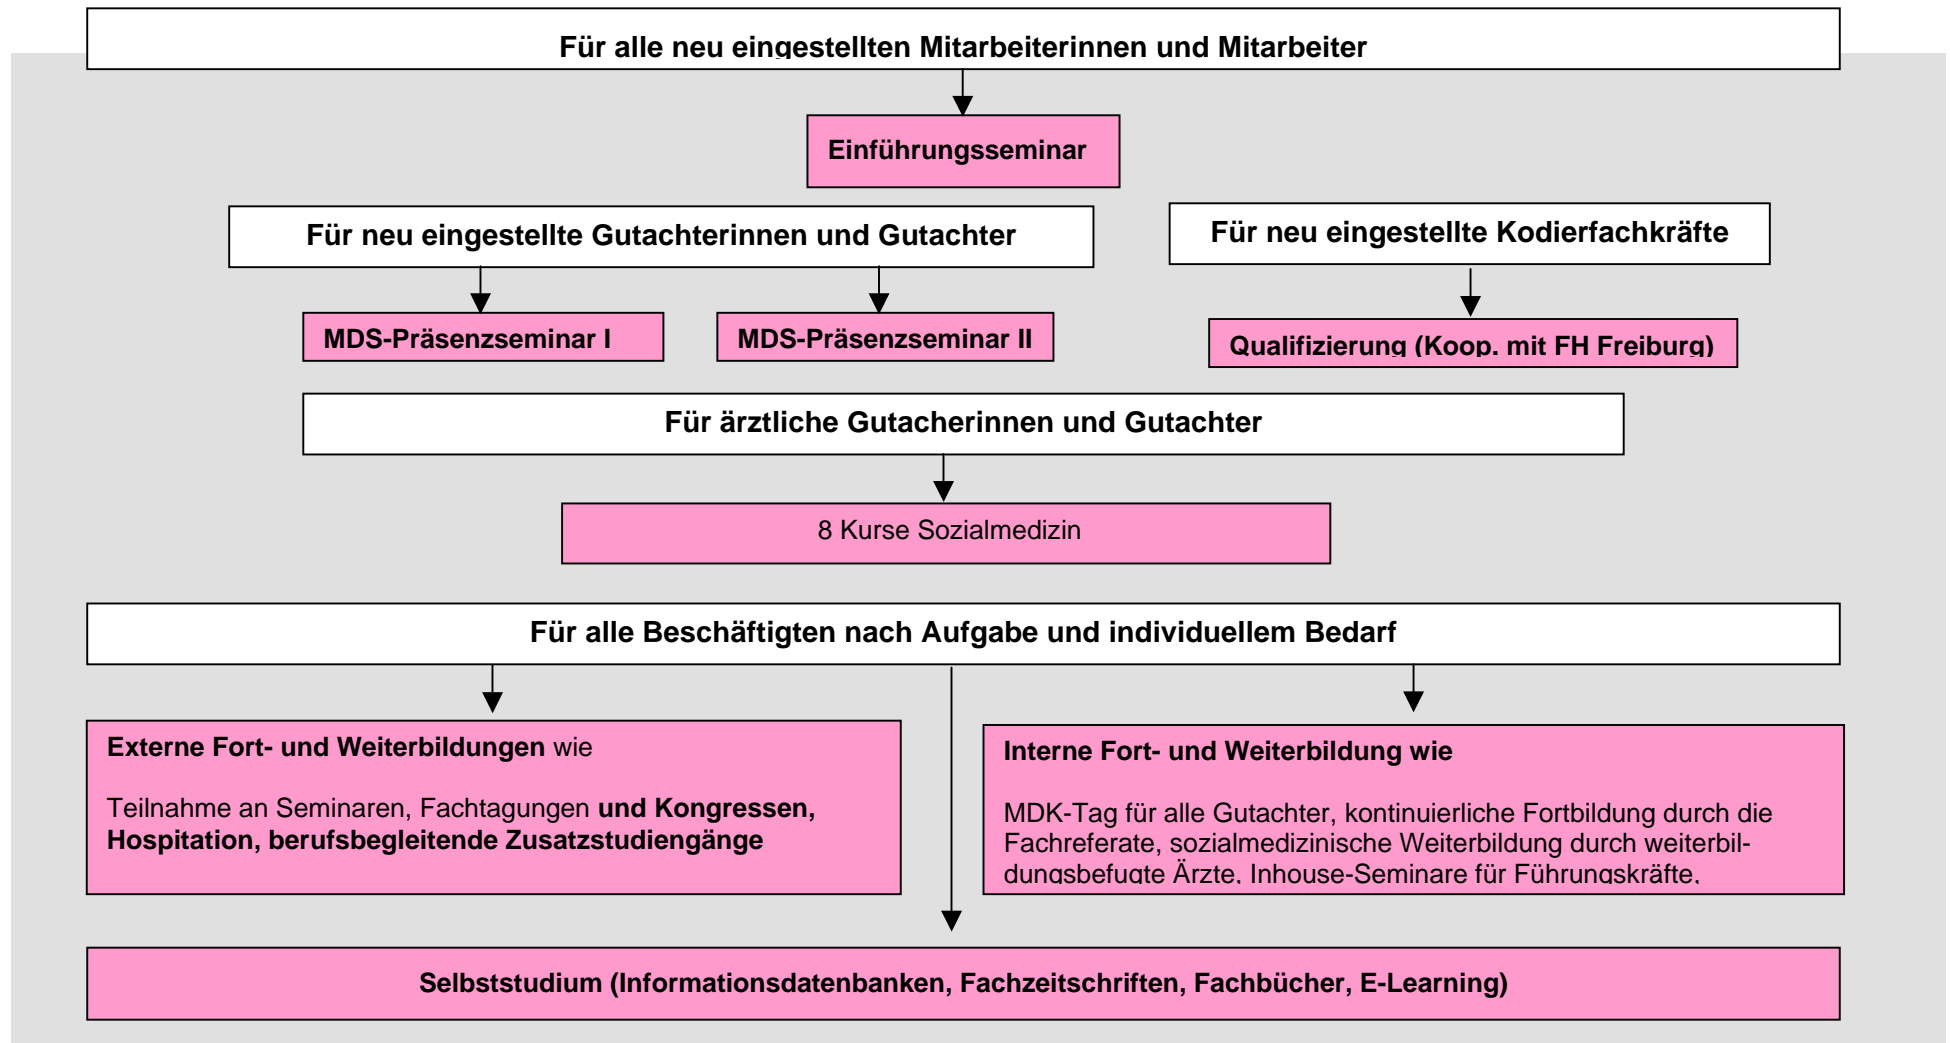 Für alle neu eingestellten Mitarbeiterinnen und Mitarbeiter
Einführungsseminar
Für neu eingestellte Gutachterinnen und Gutachter
Für neu eingestellte Kodierfachkräfte
MDS-Präsenzseminar I
MDS-Präsenzseminar II
Qualifizierung (Koop. mit FH Freiburg)
Für ärztliche Gutacherinnen und Gutachter
8 Kurse Sozialmedizin
Für alle Beschäftigten nach Aufgabe und individuellem Bedarf
Externe Fort- und Weiterbildungen wie
Teilnahme an Seminaren, Fachtagungen und Kongressen,
Hospitation, berufsbegleitende Zusatzstudiengänge
Interne Fort- und Weiterbildung wie
MDK-Tag für alle Gutachter, kontinuierliche Fortbildung durch die
Fachreferate, sozialmedizinische Weiterbildung durch weiterbil-
dungsbefugte Ärzte, Inhouse-Seminare für Führungskräfte,
Selbststudium (Informationsdatenbanken, Fachzeitschriften, Fachbücher, E-Learning)